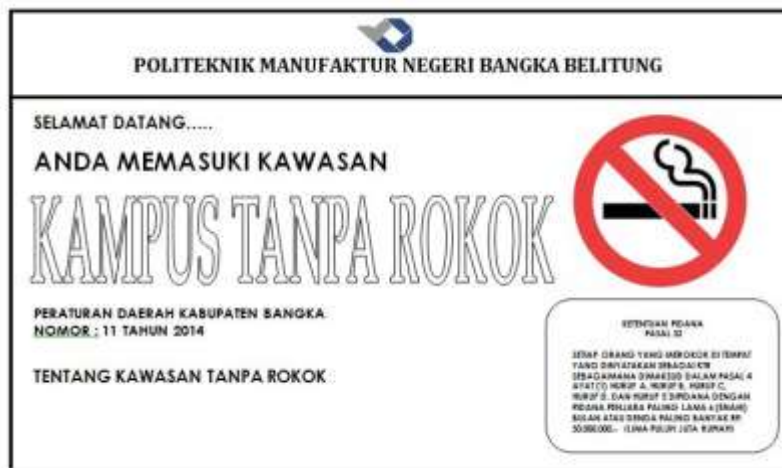 POLITEKNIK MANUFAKTUR NEGERI BANGKA BELITUNG
SELAMAT DATANG.....
ANDA MEMASUKI KAWASAN
KAMPUS TANPA ROKOK
PERATURAN DAERAH KABUPATEN BANGKA
NOMOR : 11 TAHUN 2014
TENTANG KAWASAN TANPA ROKOK
KETENTUAN PIDANA
PASAL 32
SETIAP ORANG YANG MEROKOK DI TEMPAT
YANG DINYATAKAN SEBAGAI KTR
SEBAGAIMANA DIMAKSUD DALAM PASAL 4
AYAT (1) HURUF A, HURUF B, HURUF C,
HURUF D, DAN HURUF E DIPIDANA DENGAN
PIDANA PENJARA PALING LAMA 6 (ENAM)
BULAN ATAU DENDA PALING BANYAK RP
50.000.000,- (LIMA PULUH JUTA RUPIAH)